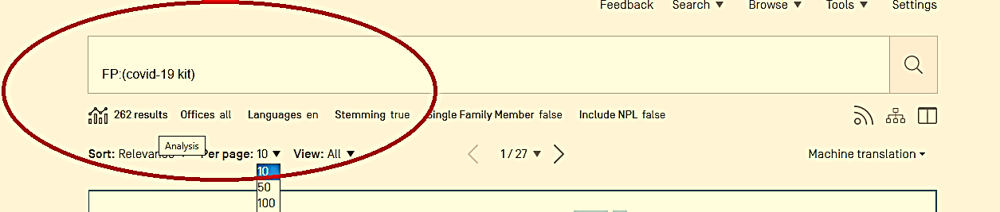 Feedback Search Browse Tools Settings
FP:(covid-19 kit)
262 results Offices all Languages en Stemming true Single Family Member false Include NPL false
Analysis
Sort: Relevance Per page: 10 View: All 1 / 27 Machine translation
10
50
100